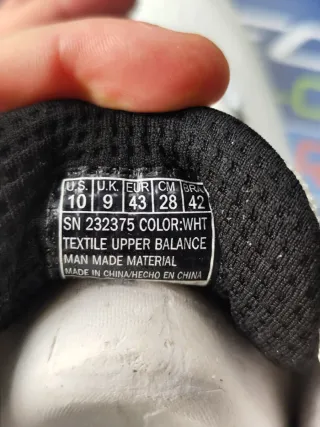 U.S. U.K. EUR CM BRA
10 9 43 28 42
SN 232375 COLOR:WHT
TEXTILE UPPER BALANCE
MAN MADE MATERIAL
MADE IN CHINA/HECHO EN CHINA